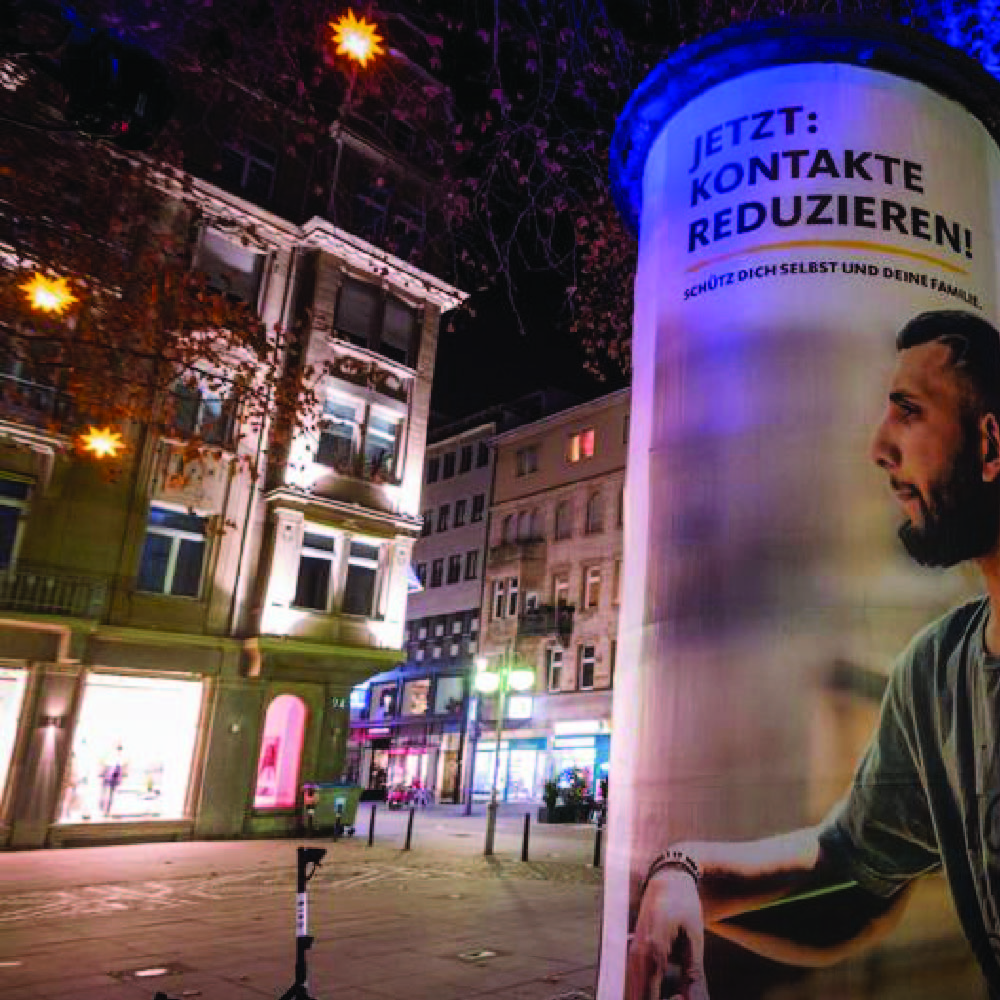 JETZT:
KONTAKTE
REDUZIEREN!
SCHÜTZ DICH SELBST UND DEINE FAMILIE.